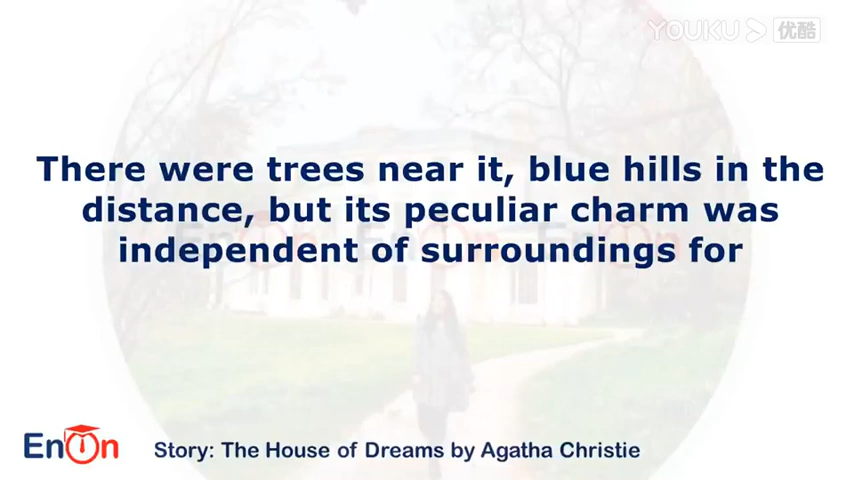 YOUKU 优酷
There were trees near it, blue hills in the
distance, but its peculiar charm was
independent of surroundings for
EnOn
Story: The House of Dreams by Agatha Christie